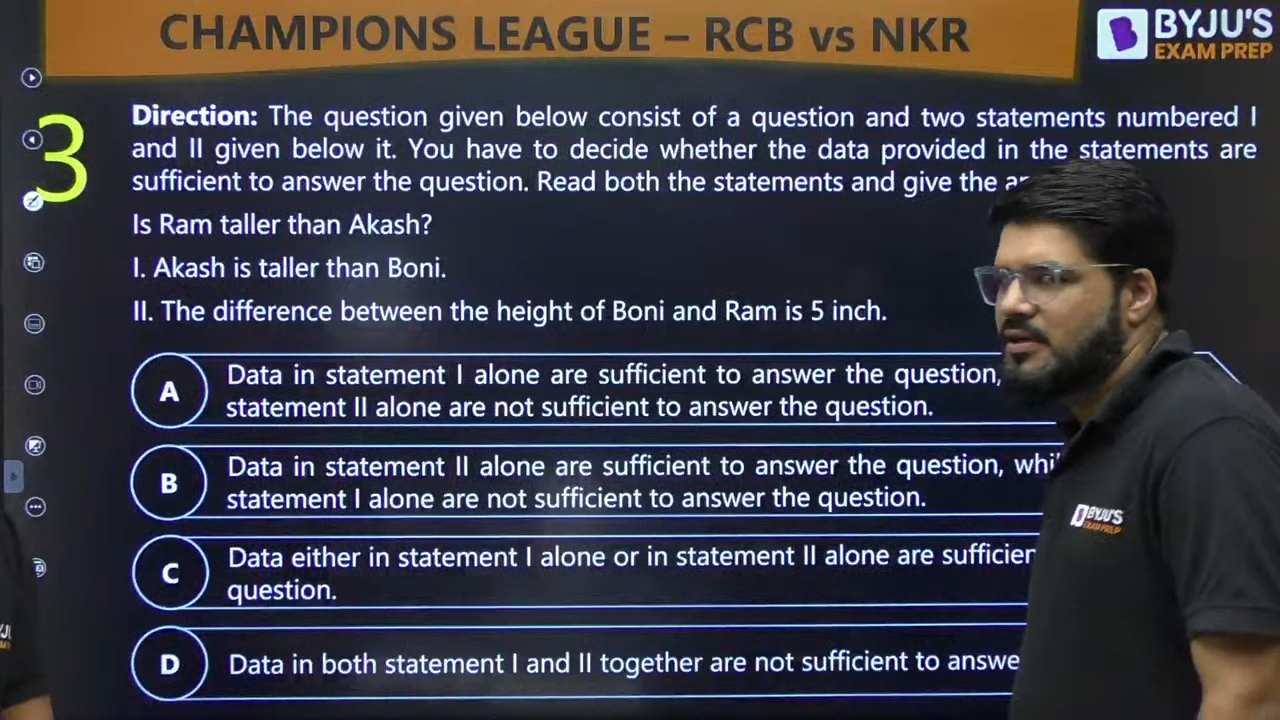 CHAMPIONS LEAGUE – RCB vs NKR
BYJU'S
EXAM PREP
3
Direction: The question given below consist of a question and two statements numbered I
and II given below it. You have to decide whether the data provided in the statements are
sufficient to answer the question. Read both the statements and give the
Is Ram taller than Akash?
I. Akash is taller than Boni.
II. The difference between the height of Boni and Ram is 5 inch.
A
Data in statement I alone are sufficient to answer the question,
statement II alone are not sufficient to answer the question.
B
Data in statement II alone are sufficient to answer the question,
statement I alone are not sufficient to answer the question.
C
Data either in statement I alone or in statement II alone are
question.
D
Data in both statement I and II together are not sufficient to
BYJU'S
EXAM PREP